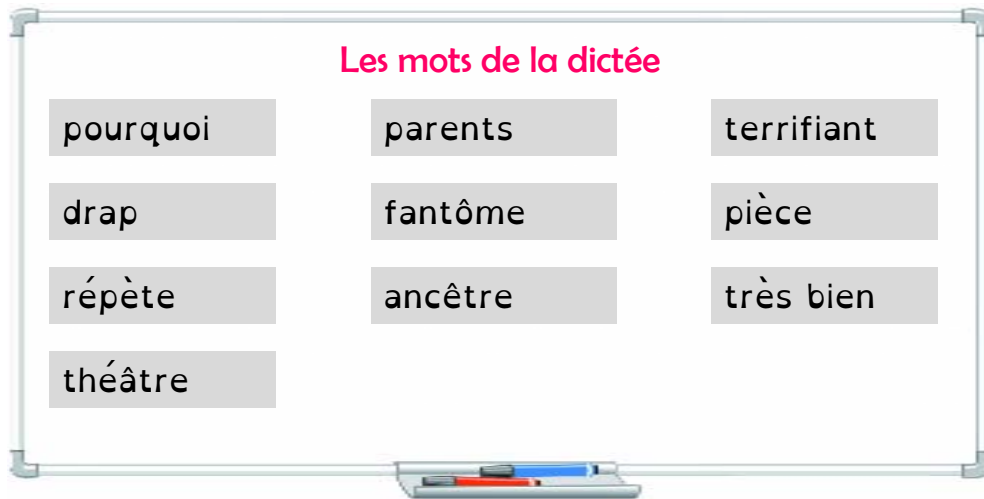 Les mots de la dictée
pourquoi parents terrifiant
drap fantôme pièce
répète ancêtre très bien
théâtre